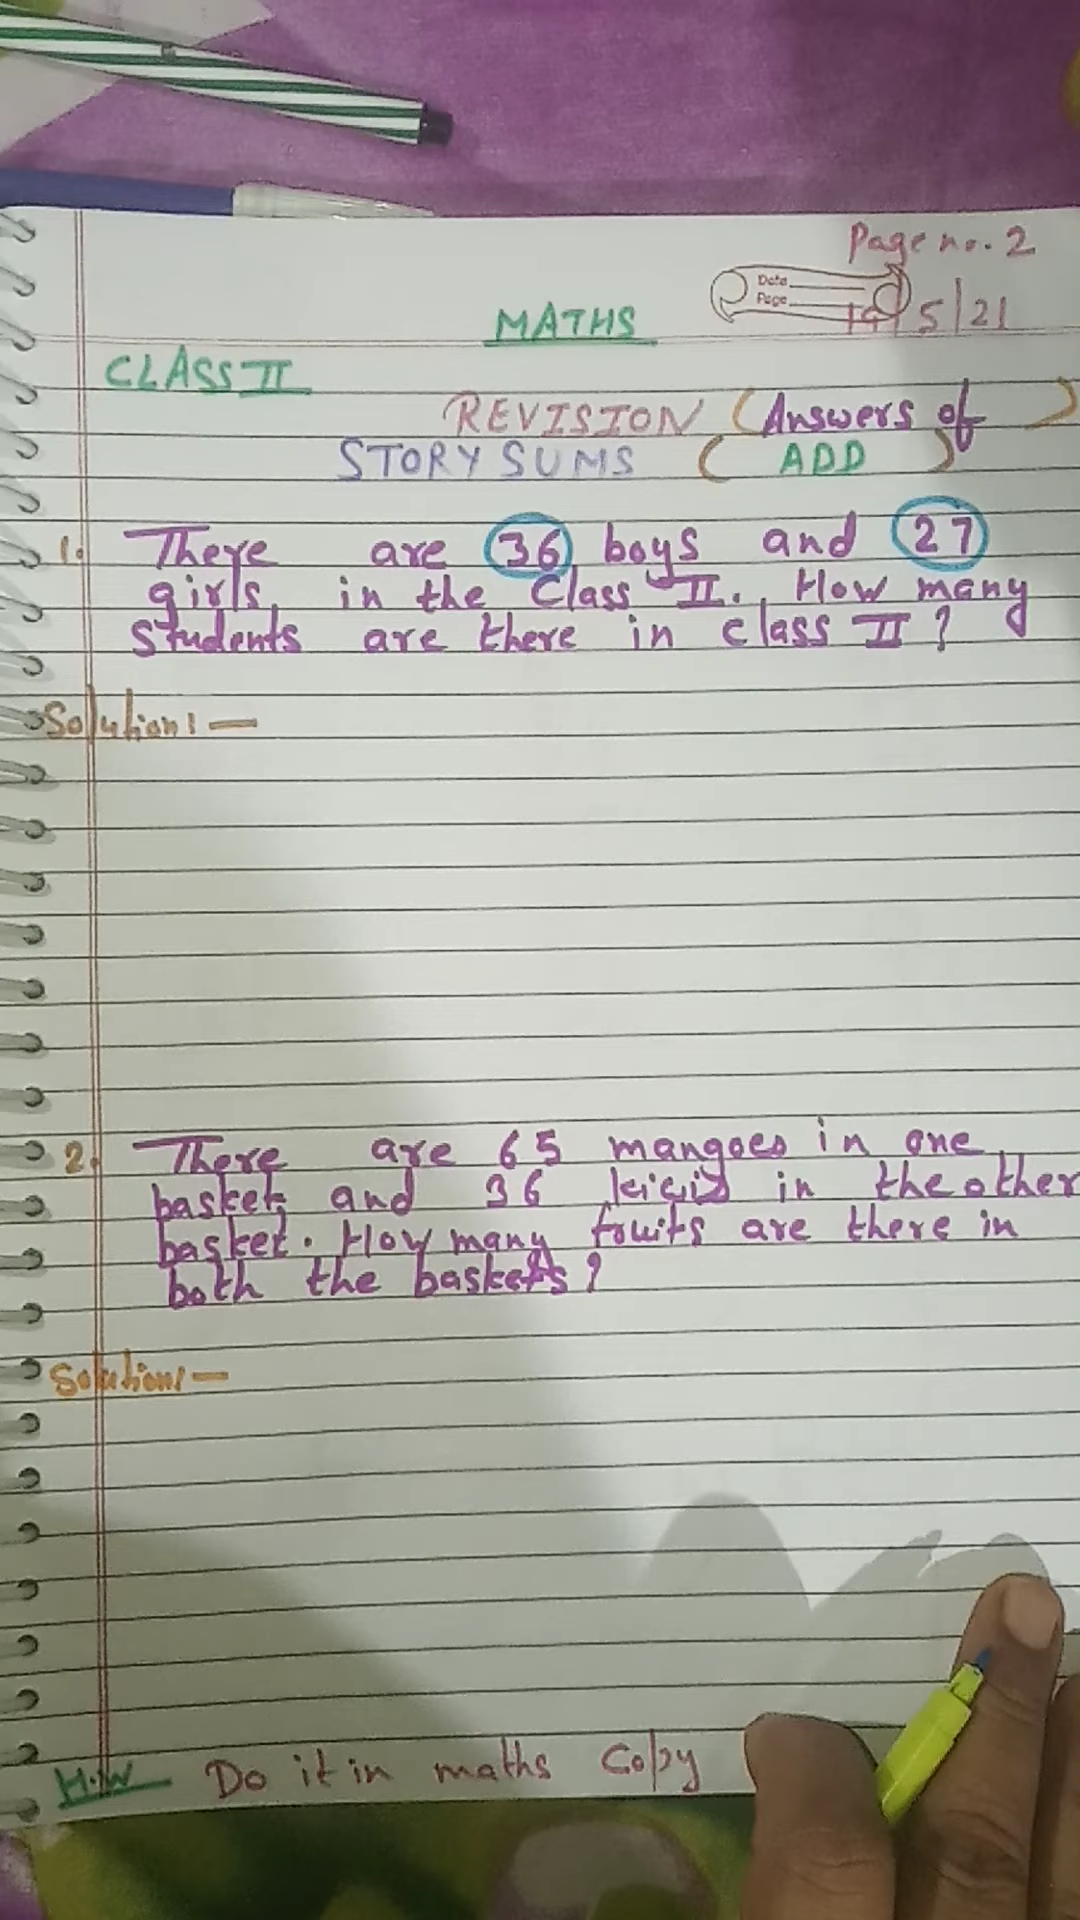 Page no. 2
Date
Page
19/5/21
MATHS
CLASS II
REVISION (Answers of )
STORY SUMS ( ADD )
1. There are 36 boys and 27
girls, in the Class II. How many
students are there in class II?
Solution:—
2. There are 65 mangoes in one
basket and 36 in the other
basket. How many fruits are there in
both the baskets?
Solution:—
H.W Do it in maths Copy